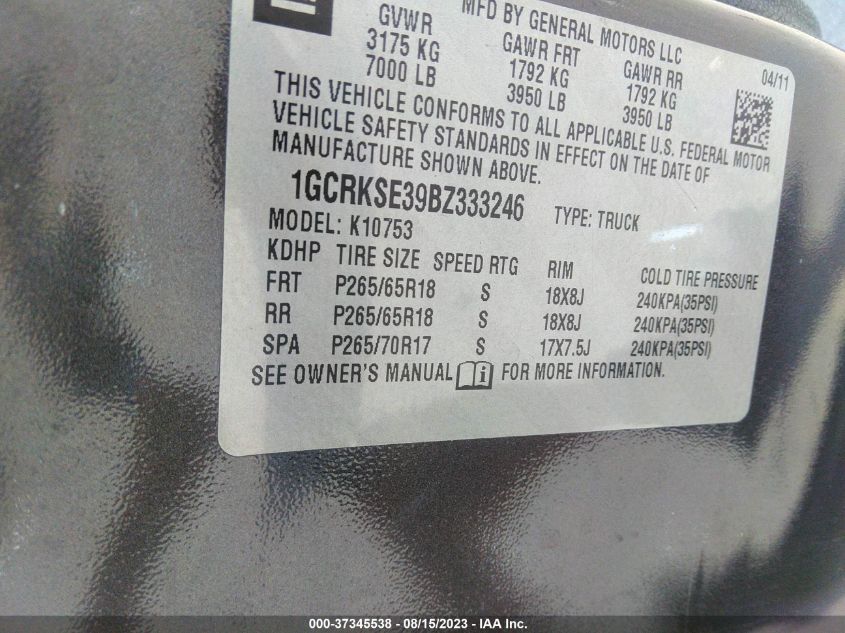 MFD BY GENERAL MOTORS LLC
04/11
GVWR GAWR FRT GAWR RR
3175 KG 1792 KG 1792 KG
7000 LB 3950 LB 3950 LB
THIS VEHICLE CONFORMS TO ALL APPLICABLE U.S. FEDERAL MOTOR
VEHICLE SAFETY STANDARDS IN EFFECT ON THE DATE OF
MANUFACTURE SHOWN ABOVE.
1GCRKSE39BZ333246 TYPE: TRUCK
MODEL: K10753
KDHP TIRE SIZE SPEED RTG RIM COLD TIRE PRESSURE
FRT P265/65R18 S 18X8J 240KPA(35PSI)
RR P265/65R18 S 18X8J 240KPA(35PSI)
SPA P265/70R17 S 17X7.5J 240KPA(35PSI)
SEE OWNER'S MANUAL i FOR MORE INFORMATION.
000-37345538 - 08/15/2023 - IAA Inc.